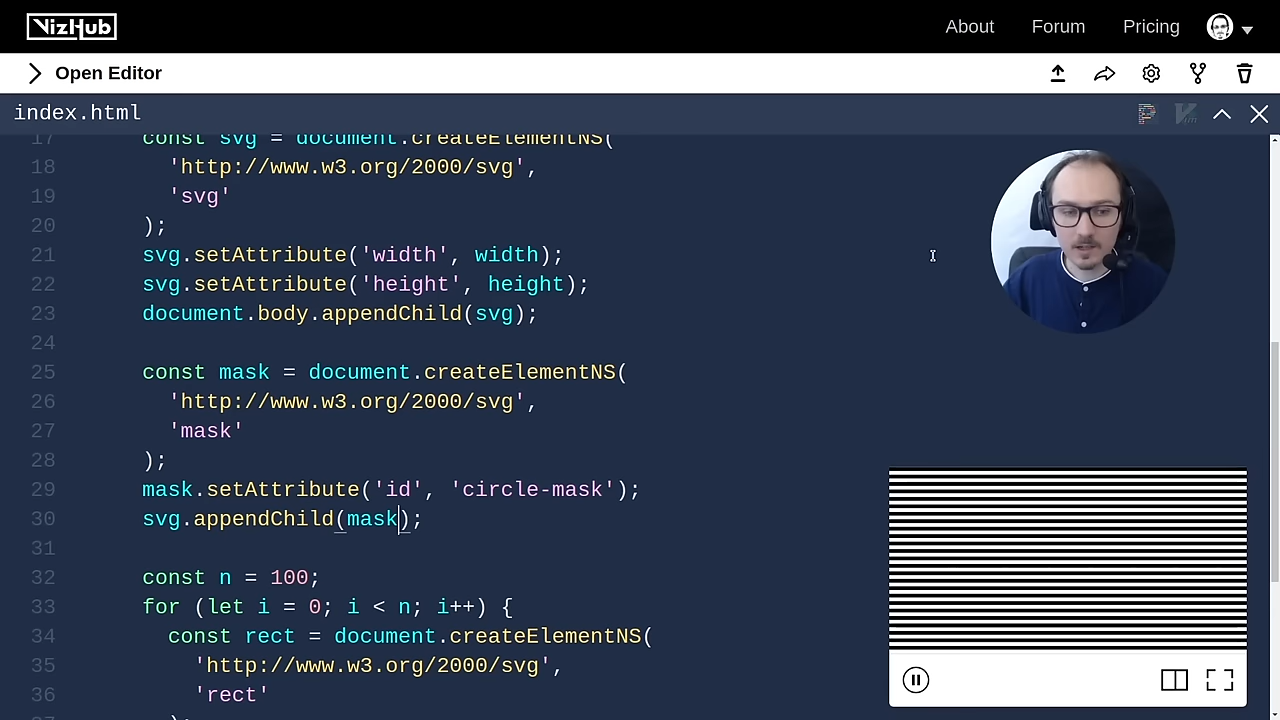 VizHub
About Forum Pricing
Open Editor
index.html
17 const svg = document.createElementNS(
18 'http://www.w3.org/2000/svg',
19 'svg'
20 );
21 svg.setAttribute('width', width);
22 svg.setAttribute('height', height);
23 document.body.appendChild(svg);
24
25 const mask = document.createElementNS(
26 'http://www.w3.org/2000/svg',
27 'mask'
28 );
29 mask.setAttribute('id', 'circle-mask');
30 svg.appendChild(mask);
31
32 const n = 100;
33 for (let i = 0; i < n; i++) {
34 const rect = document.createElementNS(
35 'http://www.w3.org/2000/svg',
36 'rect'